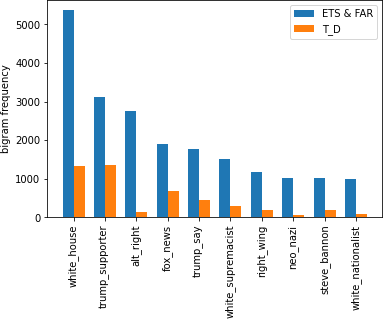 ETS & FAR
T_D
bigram frequency
5000
4000
3000
2000
1000
0
white_house
trump_supporter
alt_right
fox_news
trump_say
white_supremacist
right_wing
neo_nazi
steve_bannon
white_nationalist